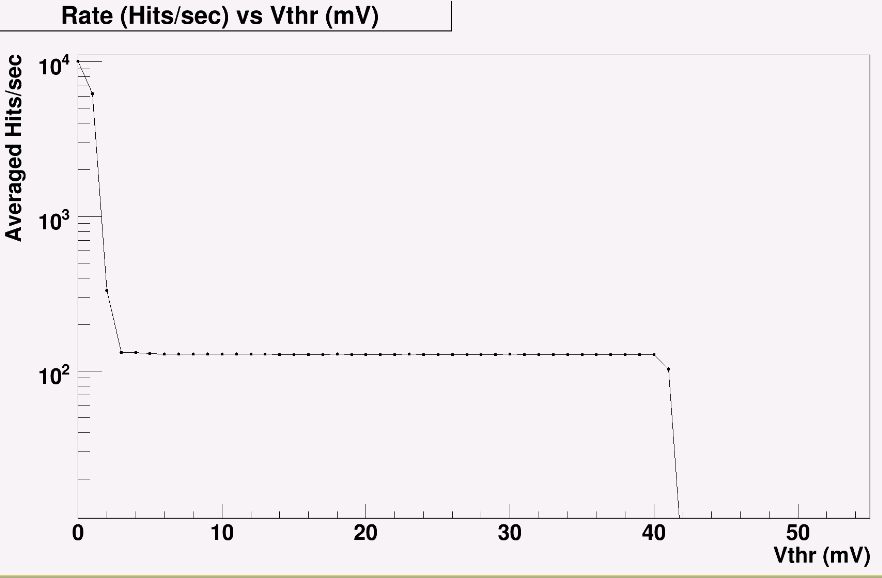 Rate (Hits/sec) vs Vthr (mV)
Averaged Hits/sec
10⁴
10³
10²
0 10 20 30 40 50
Vthr (mV)